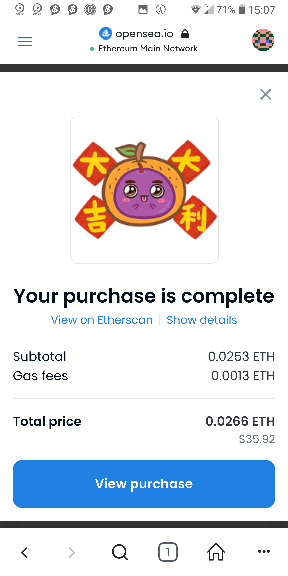 71% 15:07
opensea.io
Ethereum Main Network
大 大
吉 利
Your purchase is complete
View on Etherscan | Show details
Subtotal 0.0253 ETH
Gas fees 0.0013 ETH
Total price 0.0266 ETH
$35.92
View purchase
1